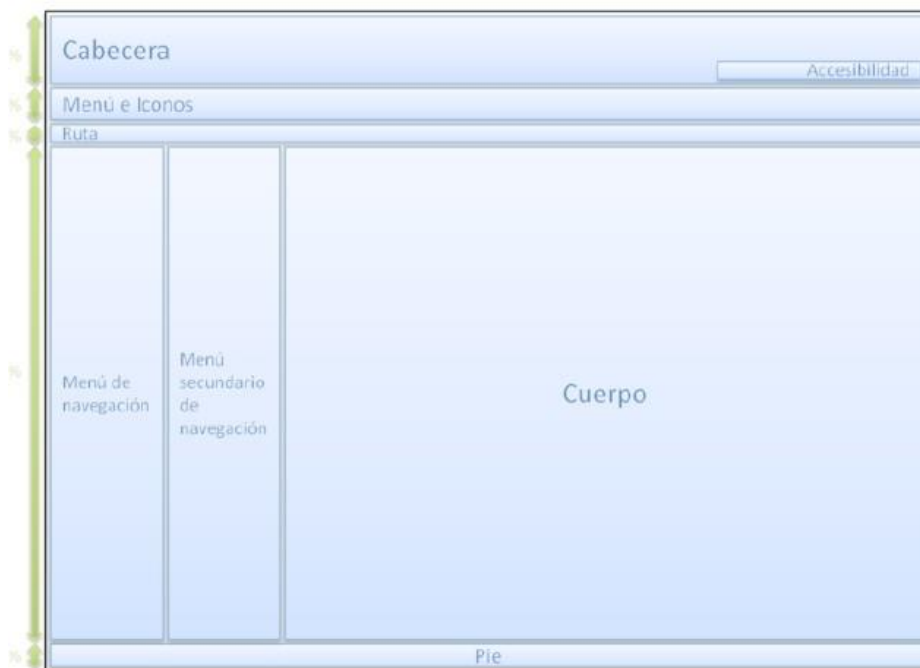 Cabecera
Accesibilidad
Menú e Iconos
Ruta
Menú de
navegación
Menú
secundario
de
navegación
Cuerpo
Pie
%
%
%
%
%